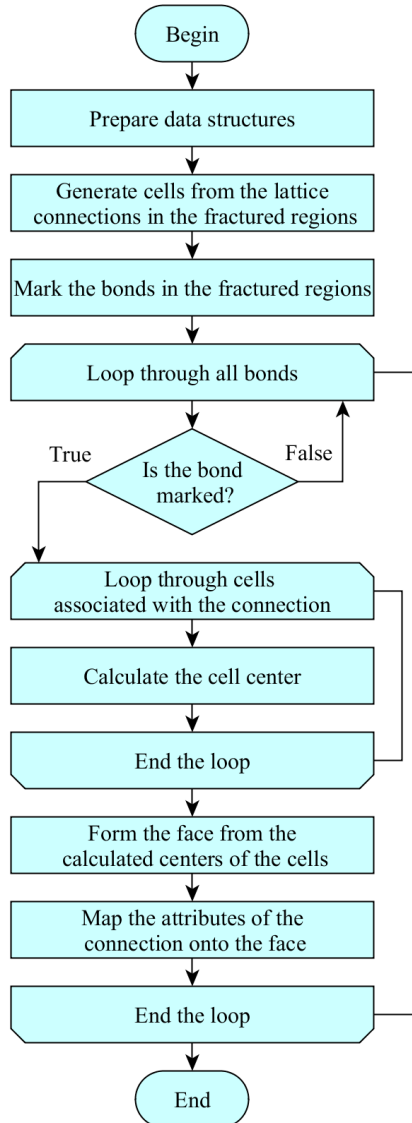 Begin
Prepare data structures
Generate cells from the lattice
connections in the fractured regions
Mark the bonds in the fractured regions
Loop through all bonds
True
False
Is the bond
marked?
Loop through cells
associated with the connection
Calculate the cell center
End the loop
Form the face from the
calculated centers of the cells
Map the attributes of the
connection onto the face
End the loop
End